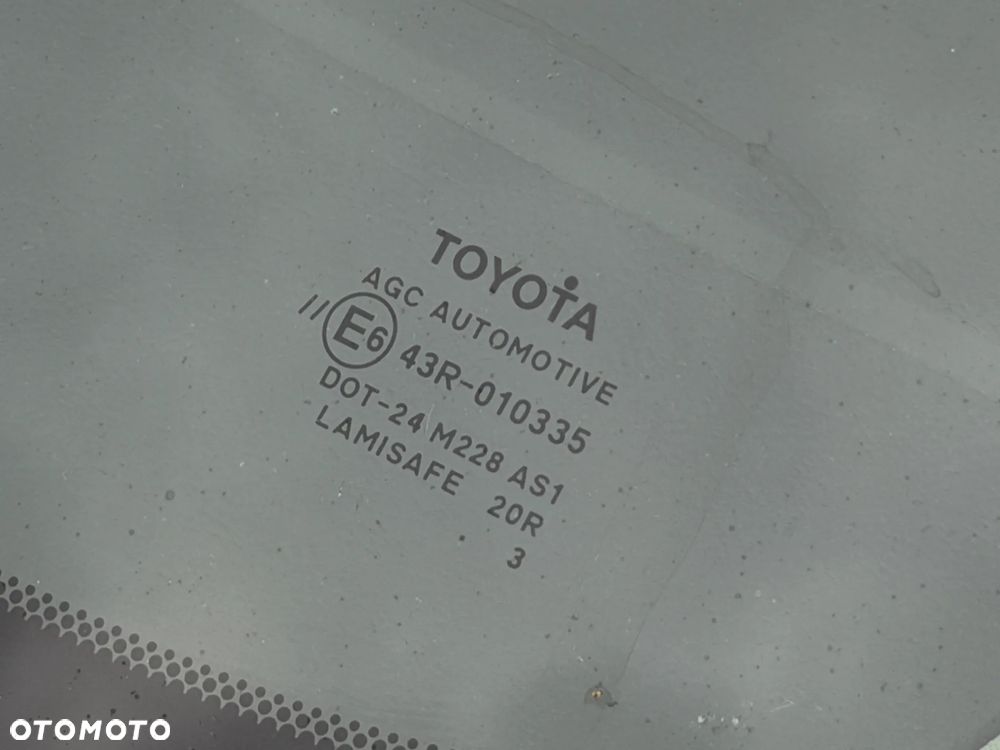 TOYOTA
AGC AUTOMOTIVE
// E6 43R-010335
DOT-24 M228 AS1
LAMISAFE 20R
3
OTOMOTO